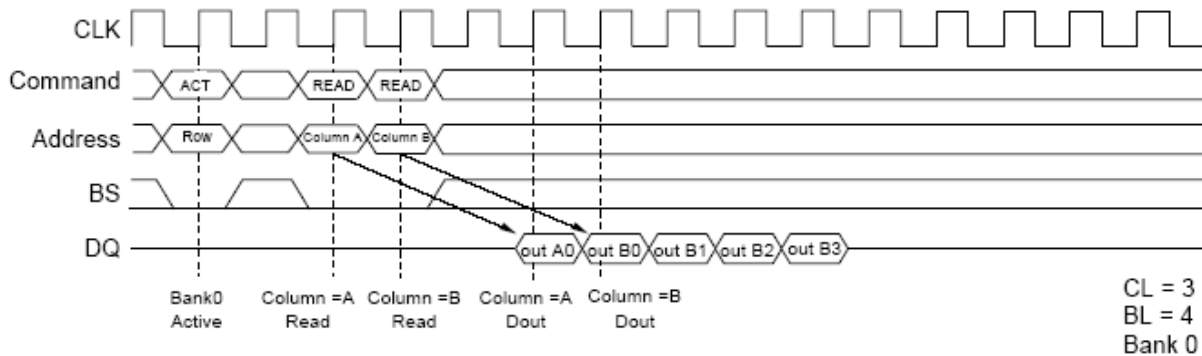 CLK
Command ACT READ READ
Address Row Column A Column B
BS
DQ out A0 out B0 out B1 out B2 out B3
Bank0 Column =A Column =B Column =A Column =B
Active Read Read Dout Dout
CL = 3
BL = 4
Bank 0